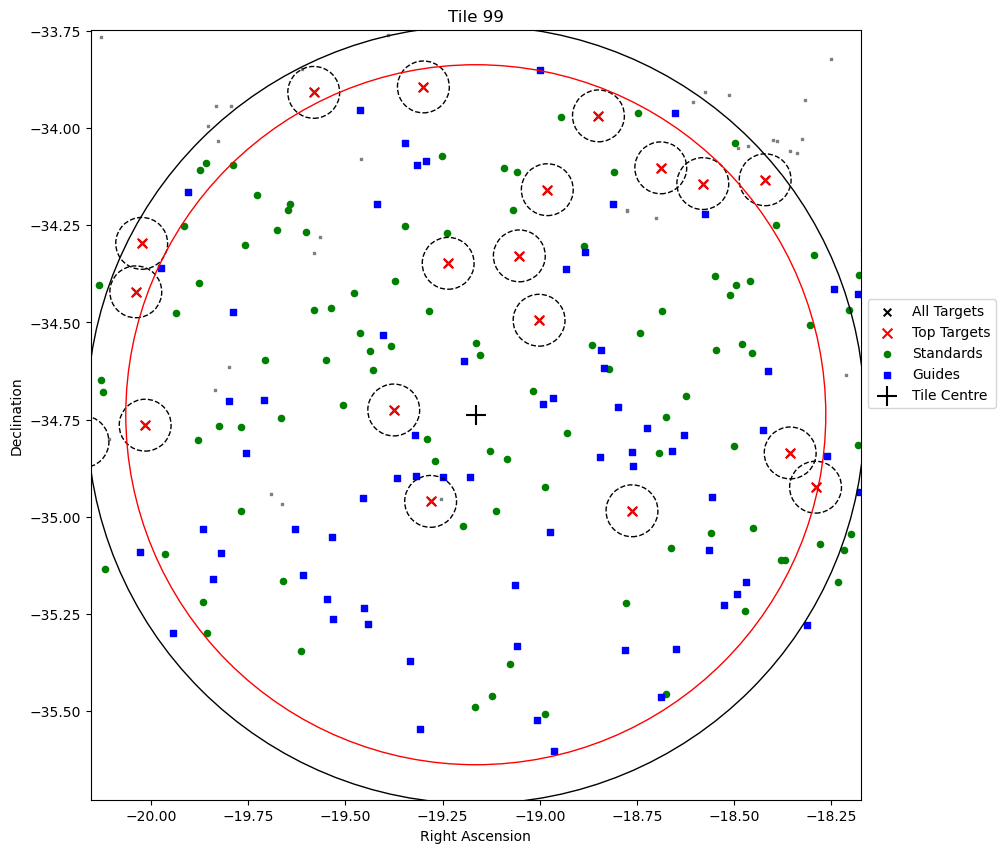 Tile 99
−33.75
−34.00
−34.25
−34.50
−34.75
−35.00
−35.25
−35.50
Declination
−20.00
−19.75
−19.50
−19.25
−19.00
−18.75
−18.50
−18.25
Right Ascension
All Targets
Top Targets
Standards
Guides
Tile Centre